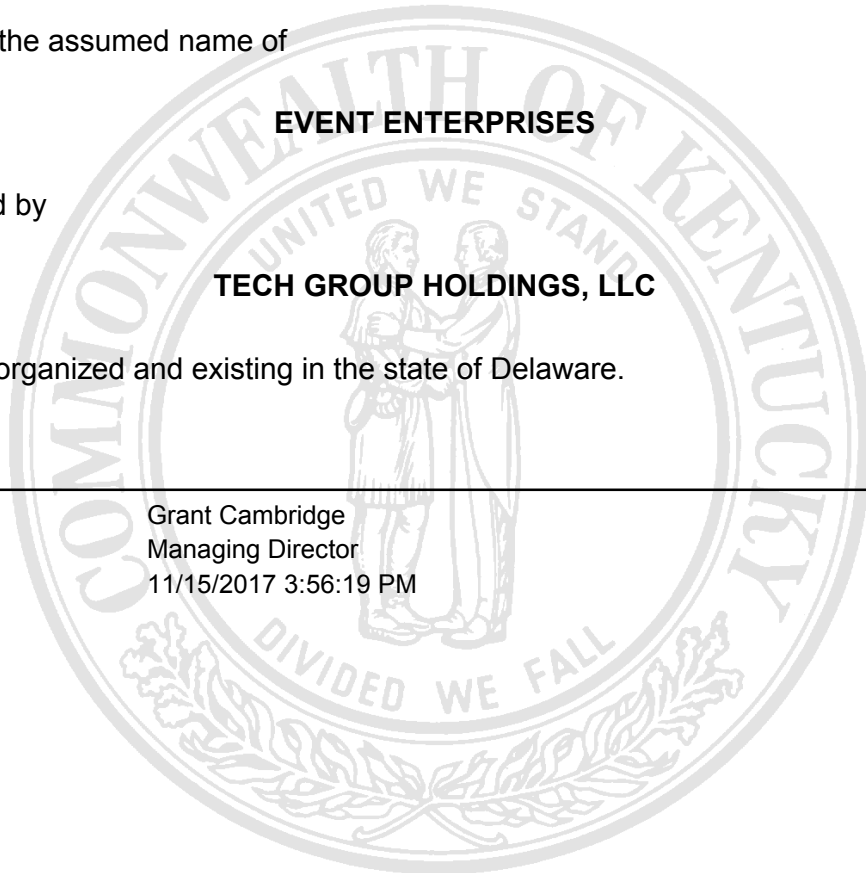 the assumed name of
EVENT ENTERPRISES
d by
TECH GROUP HOLDINGS, LLC
organized and existing in the state of Delaware.
Grant Cambridge
Managing Director
11/15/2017 3:56:19 PM
COMMONWEALTH OF KENTUCKY
UNITED WE STAND
DIVIDED WE FALL